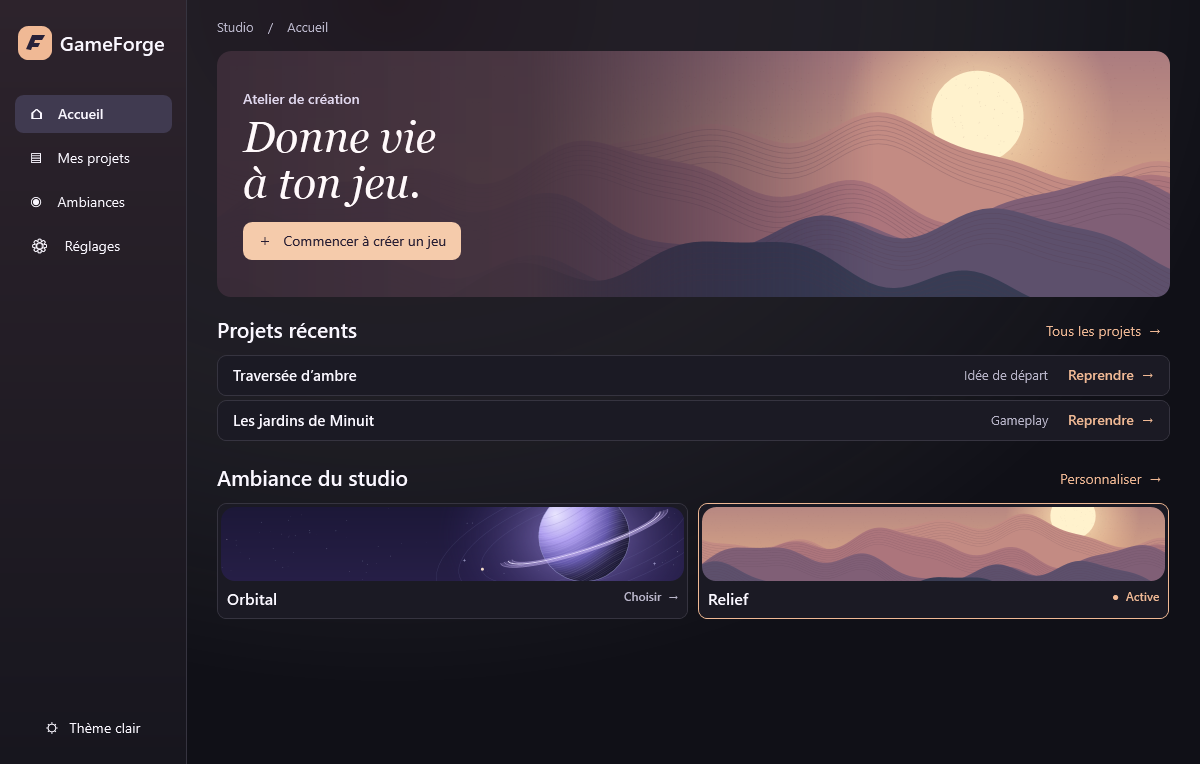 GameForge
Accueil
Mes projets
Ambiances
Réglages
Thème clair
Studio / Accueil
Atelier de création
Donne vie
à ton jeu.
+ Commencer à créer un jeu
Projets récents
Tous les projets →
Traversée d’ambre
Idée de départ
Reprendre →
Les jardins de Minuit
Gameplay
Reprendre →
Ambiance du studio
Personnaliser →
Orbital
Choisir →
Relief
• Active